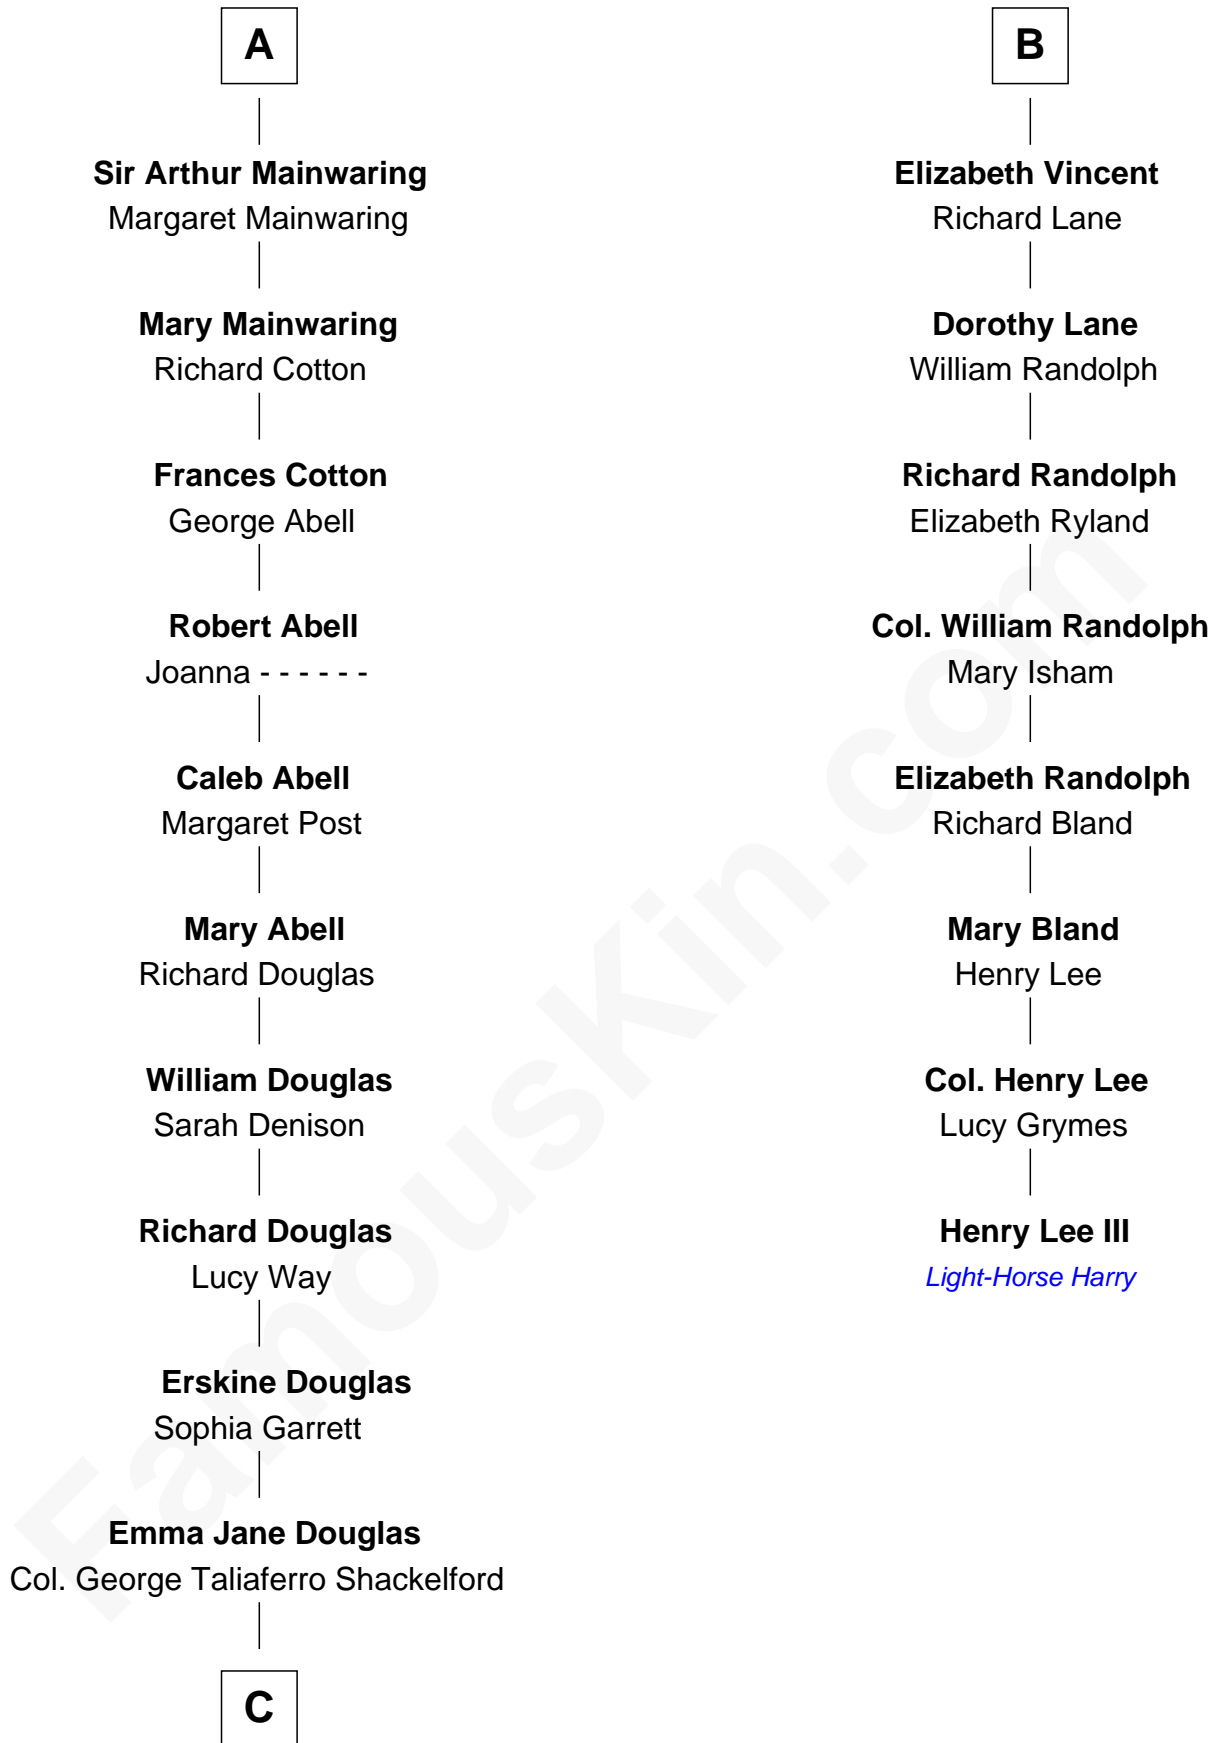 A
Sir Arthur Mainwaring
Margaret Mainwaring
Mary Mainwaring
Richard Cotton
Frances Cotton
George Abell
Robert Abell
Joanna - - - - - -
Caleb Abell
Margaret Post
Mary Abell
Richard Douglas
William Douglas
Sarah Denison
Richard Douglas
Lucy Way
Erskine Douglas
Sophia Garrett
Emma Jane Douglas
Col. George Taliaferro Shackelford
C
B
Elizabeth Vincent
Richard Lane
Dorothy Lane
William Randolph
Richard Randolph
Elizabeth Ryland
Col. William Randolph
Mary Isham
Elizabeth Randolph
Richard Bland
Mary Bland
Henry Lee
Col. Henry Lee
Lucy Grymes
Henry Lee III
Light-Horse Harry
FamousKin.com